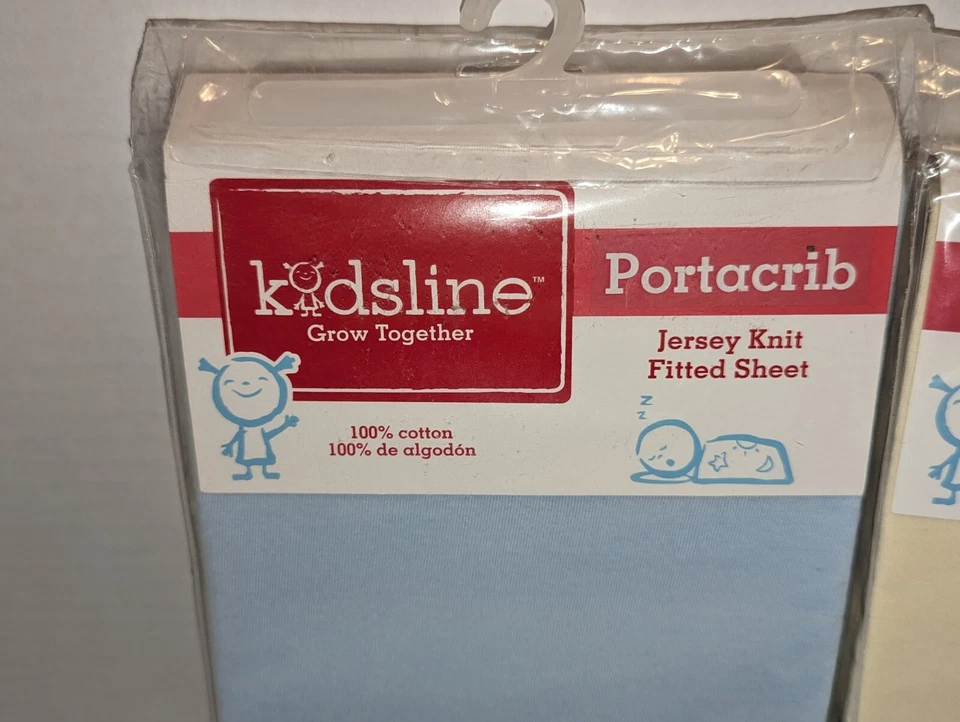 kidsline™
Grow Together
Portacrib
Jersey Knit
Fitted Sheet
100% cotton
100% de algodón
z
z